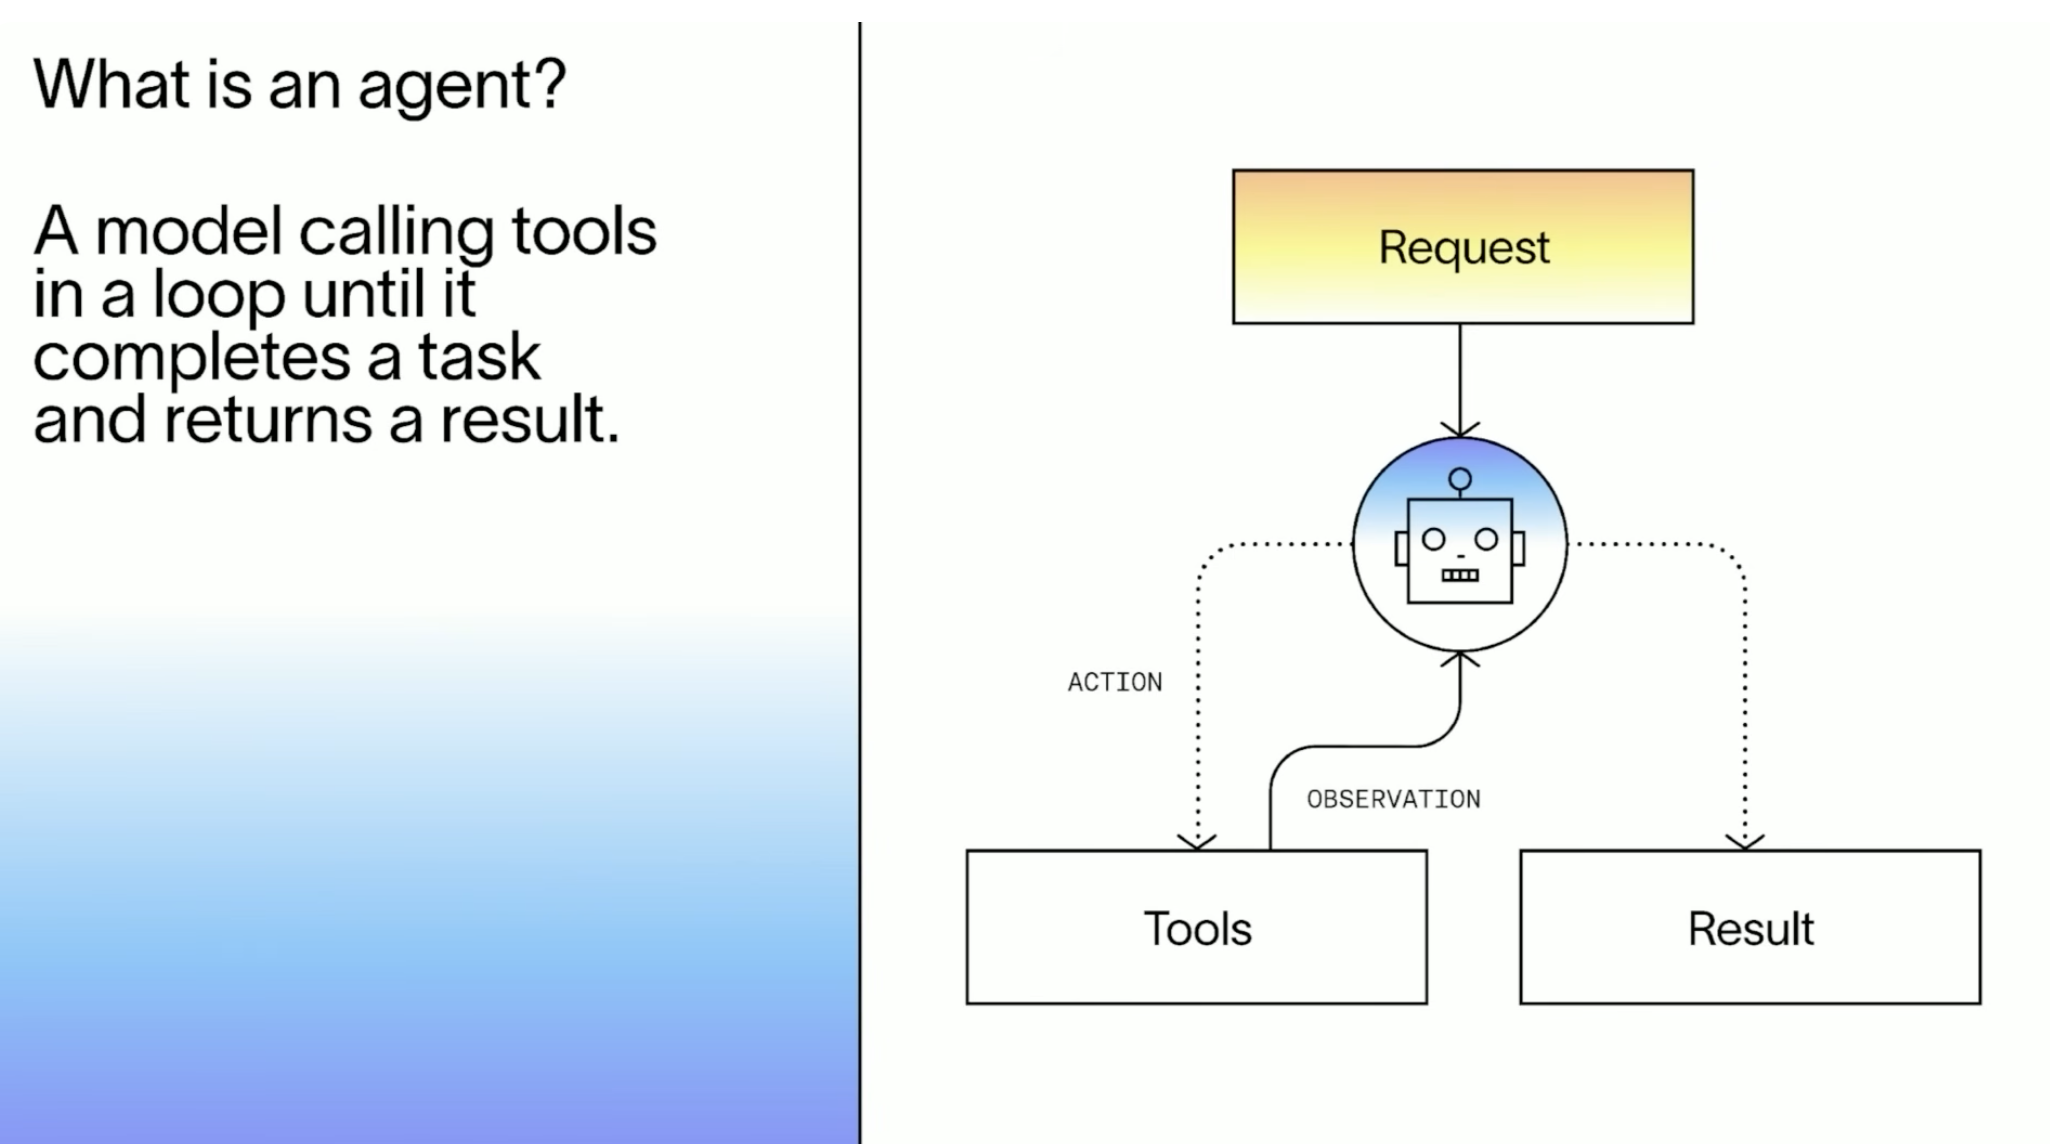 What is an agent?
A model calling tools
in a loop until it
completes a task
and returns a result.
Request
ACTION
OBSERVATION
Tools
Result